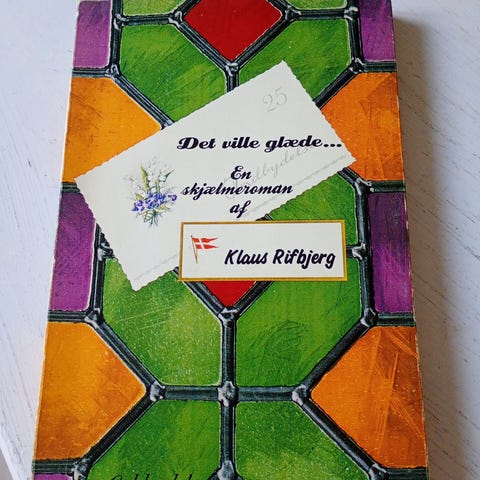 25
Det ville glæde...
En
skjælmeroman
af
Klaus Rifbjerg